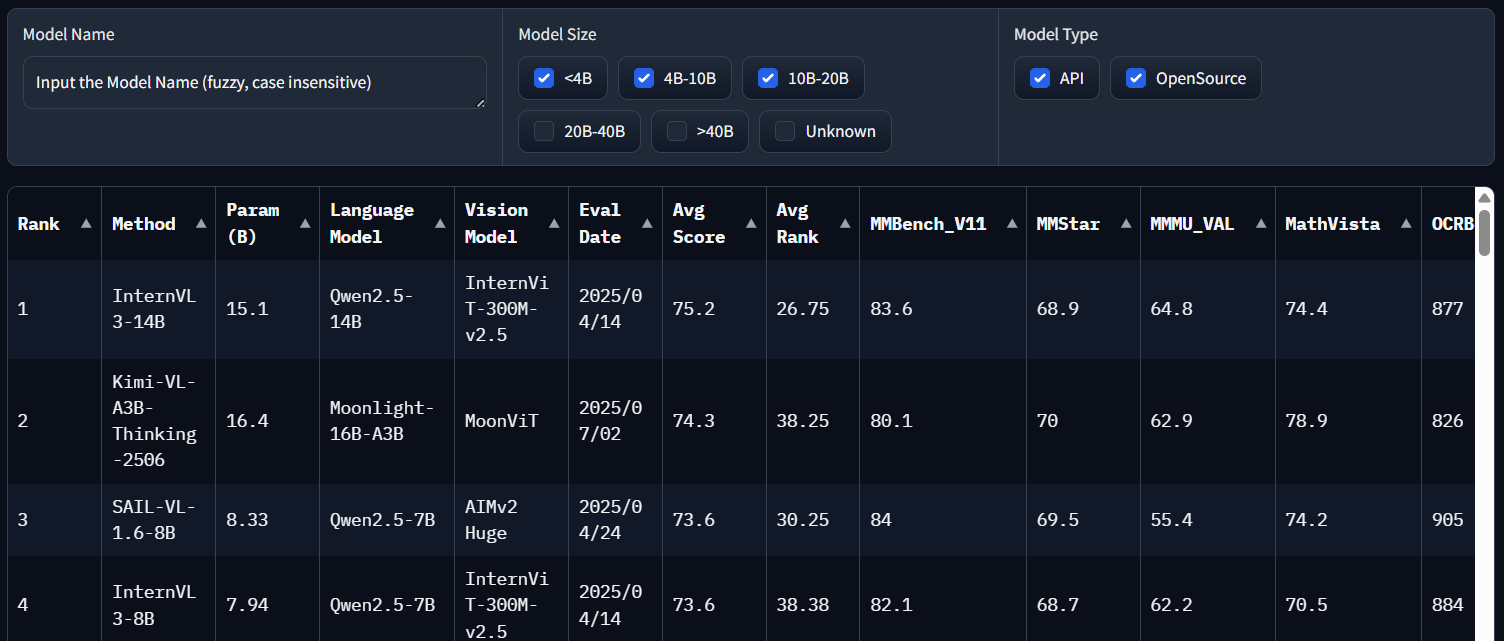 Model Name
Input the Model Name (fuzzy, case insensitive)
Model Size
<4B 4B-10B 10B-20B
20B-40B >40B Unknown
Model Type
API OpenSource
Rank Method Param (B) Language Model Vision Model Eval Date Avg Score Avg Rank MMBench_V11 MMStar MMMU_VAL MathVista OCRB
1 InternVL3-14B 15.1 Qwen2.5-14B InternViT-300M-v2.5 2025/04/14 75.2 26.75 83.6 68.9 64.8 74.4 877
2 Kimi-VL-A3B-Thinking-2506 16.4 Moonlight-16B-A3B MoonViT 2025/07/02 74.3 38.25 80.1 70 62.9 78.9 826
3 SAIL-VL-1.6-8B 8.33 Qwen2.5-7B AIMv2 Huge 2025/04/24 73.6 30.25 84 69.5 55.4 74.2 905
4 InternVL3-8B 7.94 Qwen2.5-7B InternViT-300M-v2.5 2025/04/14 73.6 38.38 82.1 68.7 62.2 70.5 884